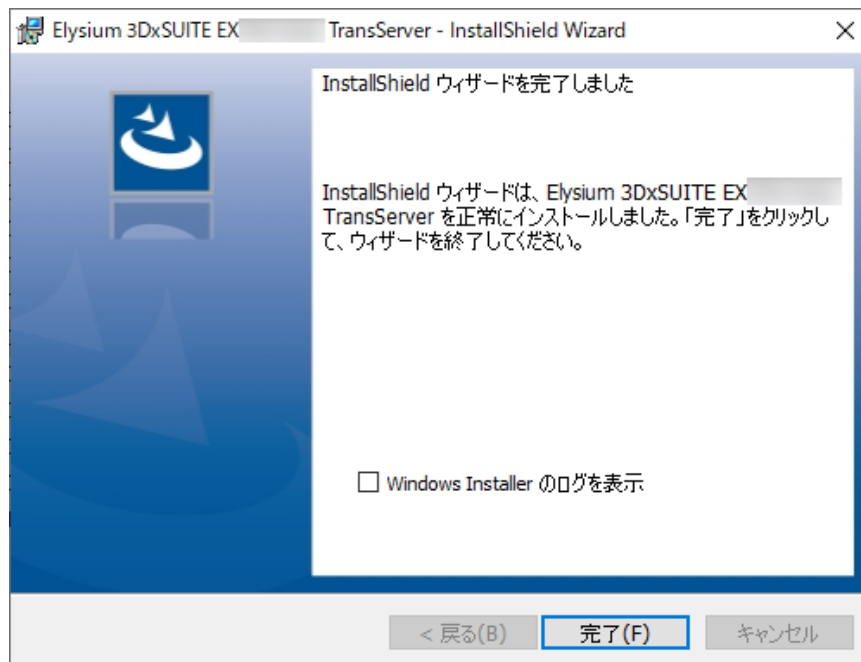 Elysium 3DxSUITE EX TransServer - InstallShield Wizard
InstallShield ウィザードを完了しました
InstallShield ウィザードは、Elysium 3DxSUITE EX
TransServer を正常にインストールしました。「完了」をクリックし
て、ウィザードを終了してください。
Windows Installer のログを表示
< 戻る(B)
完了(F)
キャンセル